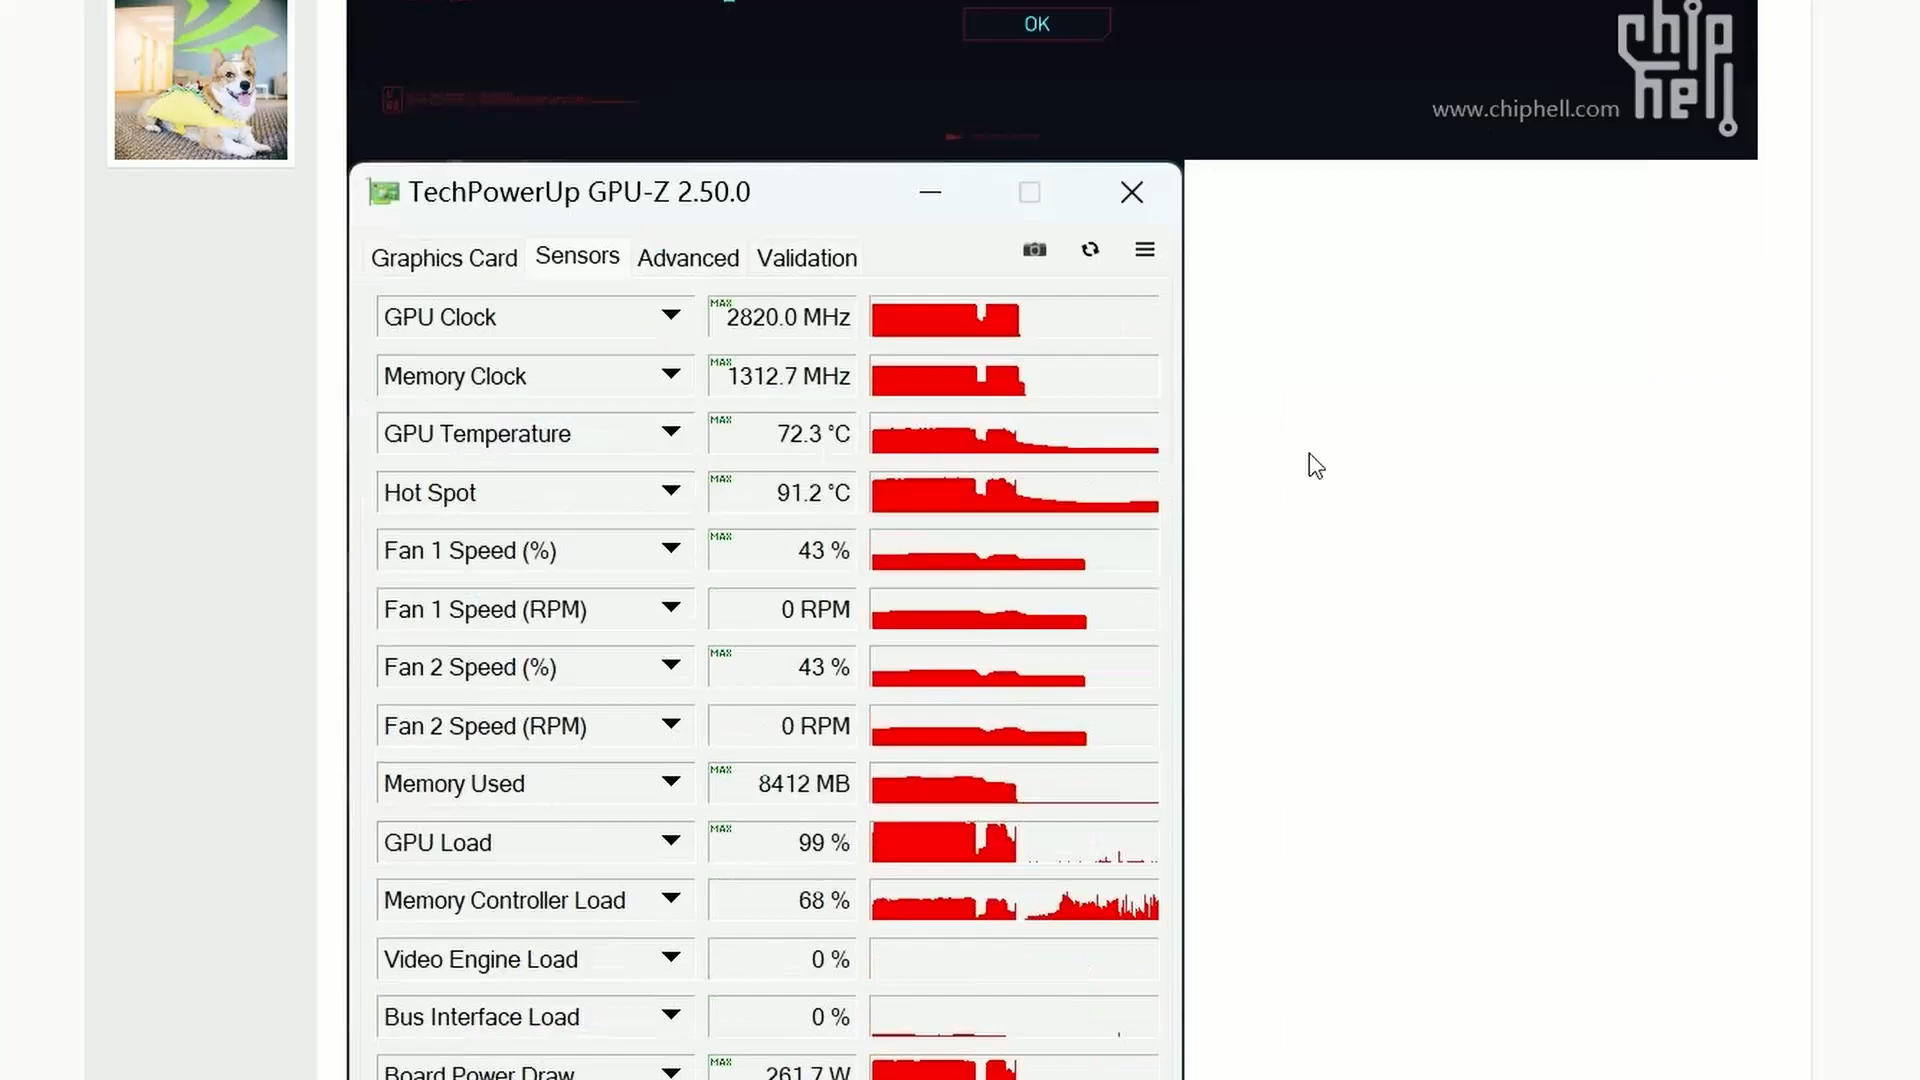 OK
chip
hell
www.chiphell.com
TechPowerUp GPU-Z 2.50.0
Graphics Card Sensors Advanced Validation
GPU Clock MAX 2820.0 MHz
Memory Clock MAX 1312.7 MHz
GPU Temperature MAX 72.3 °C
Hot Spot MAX 91.2 °C
Fan 1 Speed (%) MAX 43 %
Fan 1 Speed (RPM) 0 RPM
Fan 2 Speed (%) MAX 43 %
Fan 2 Speed (RPM) 0 RPM
Memory Used MAX 8412 MB
GPU Load MAX 99 %
Memory Controller Load 68 %
Video Engine Load 0 %
Bus Interface Load 0 %
Board Power Draw MAX 261.7 W